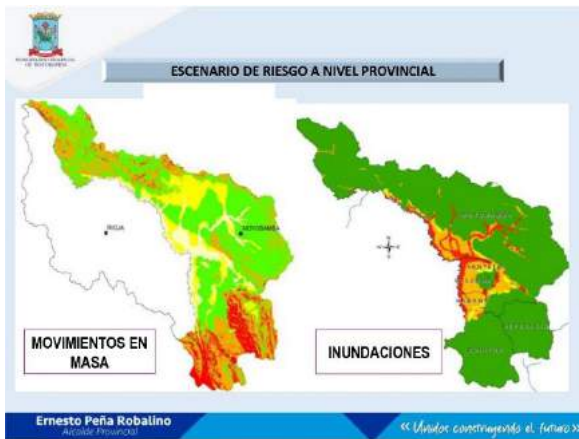 ESCENARIO DE RIESGO A NIVEL PROVINCIAL
RIOJA
MOYOBAMBA
MOVIMIENTOS EN
MASA
INUNDACIONES
Ernesto Peña Robalino
Alcalde Provincial
<< Unidos construyendo el futuro >>